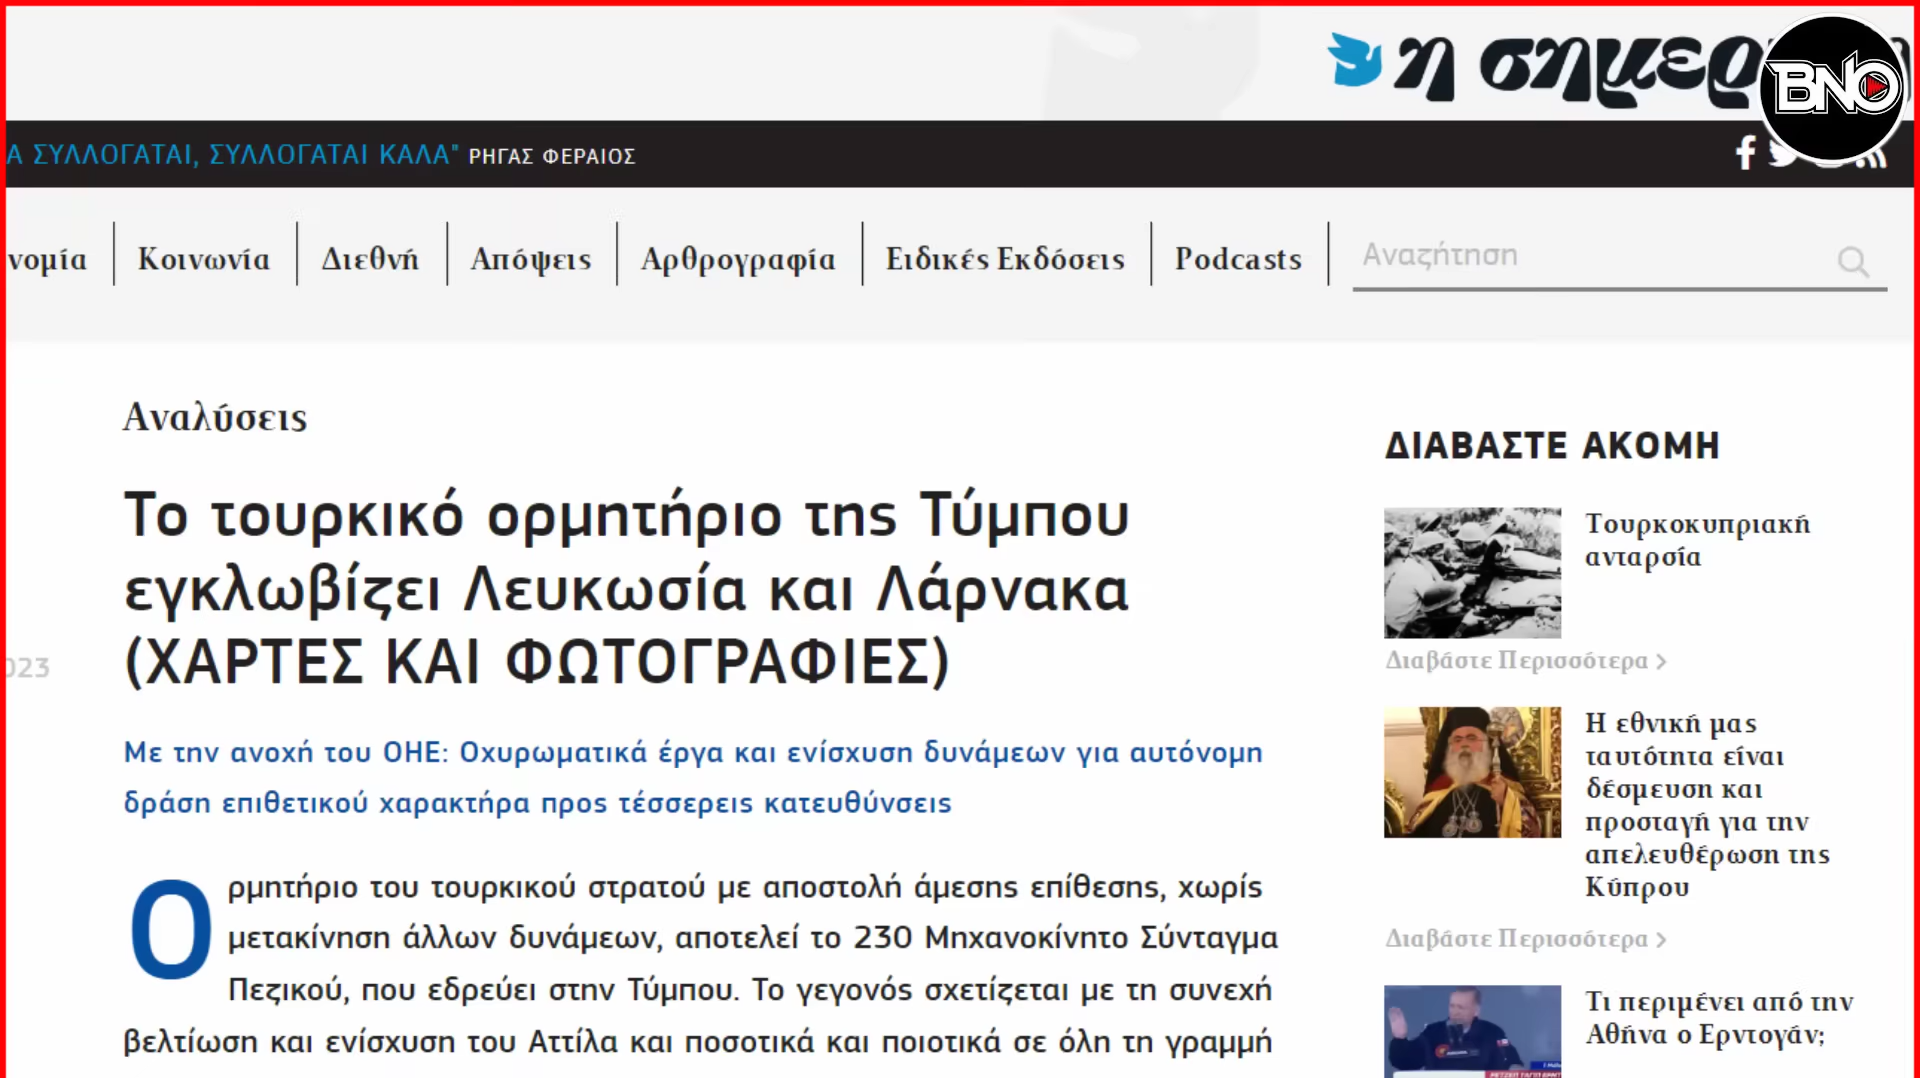 η
BNO
Α ΣΥΛΛΟΓΑΤΑΙ, ΣΥΛΛΟΓΑΤΑΙ ΚΑΛΑ" ΡΗΓΑΣ ΦΕΡΑΙΟΣ
νομία
Κοινωνία
Διεθνή
Απόψεις
Αρθρογραφία
Ειδικές Εκδόσεις
Podcasts
Αναζήτηση
Αναλύσεις
Το τουρκικό ορμητήριο της Τύμπου
εγκλωβίζει Λευκωσία και Λάρνακα
(ΧΑΡΤΕΣ ΚΑΙ ΦΩΤΟΓΡΑΦΙΕΣ)
023
Με την ανοχή του ΟΗΕ: Οχυρωματικά έργα και ενίσχυση δυνάμεων για αυτόνομη
δράση επιθετικού χαρακτήρα προς τέσσερεις κατευθύνσεις
Ορμητήριο του τουρκικού στρατού με αποστολή άμεσης επίθεσης, χωρίς
μετακίνηση άλλων δυνάμεων, αποτελεί το 230 Μηχανοκίνητο Σύνταγμα
Πεζικού, που εδρεύει στην Τύμπου. Το γεγονός σχετίζεται με τη συνεχή
βελτίωση και ενίσχυση του Αττίλα και ποσοτικά και ποιοτικά σε όλη τη γραμμή
ΔΙΑΒΑΣΤΕ ΑΚΟΜΗ
Τουρκοκυπριακή
ανταρσία
Διαβάστε Περισσότερα
Η εθνική μας
ταυτότητα είναι
δέσμευση και
προσταγή για την
απελευθέρωση της
Κύπρου
Διαβάστε Περισσότερα
Τι περιμένει από την
Αθήνα ο Ερντογάν;